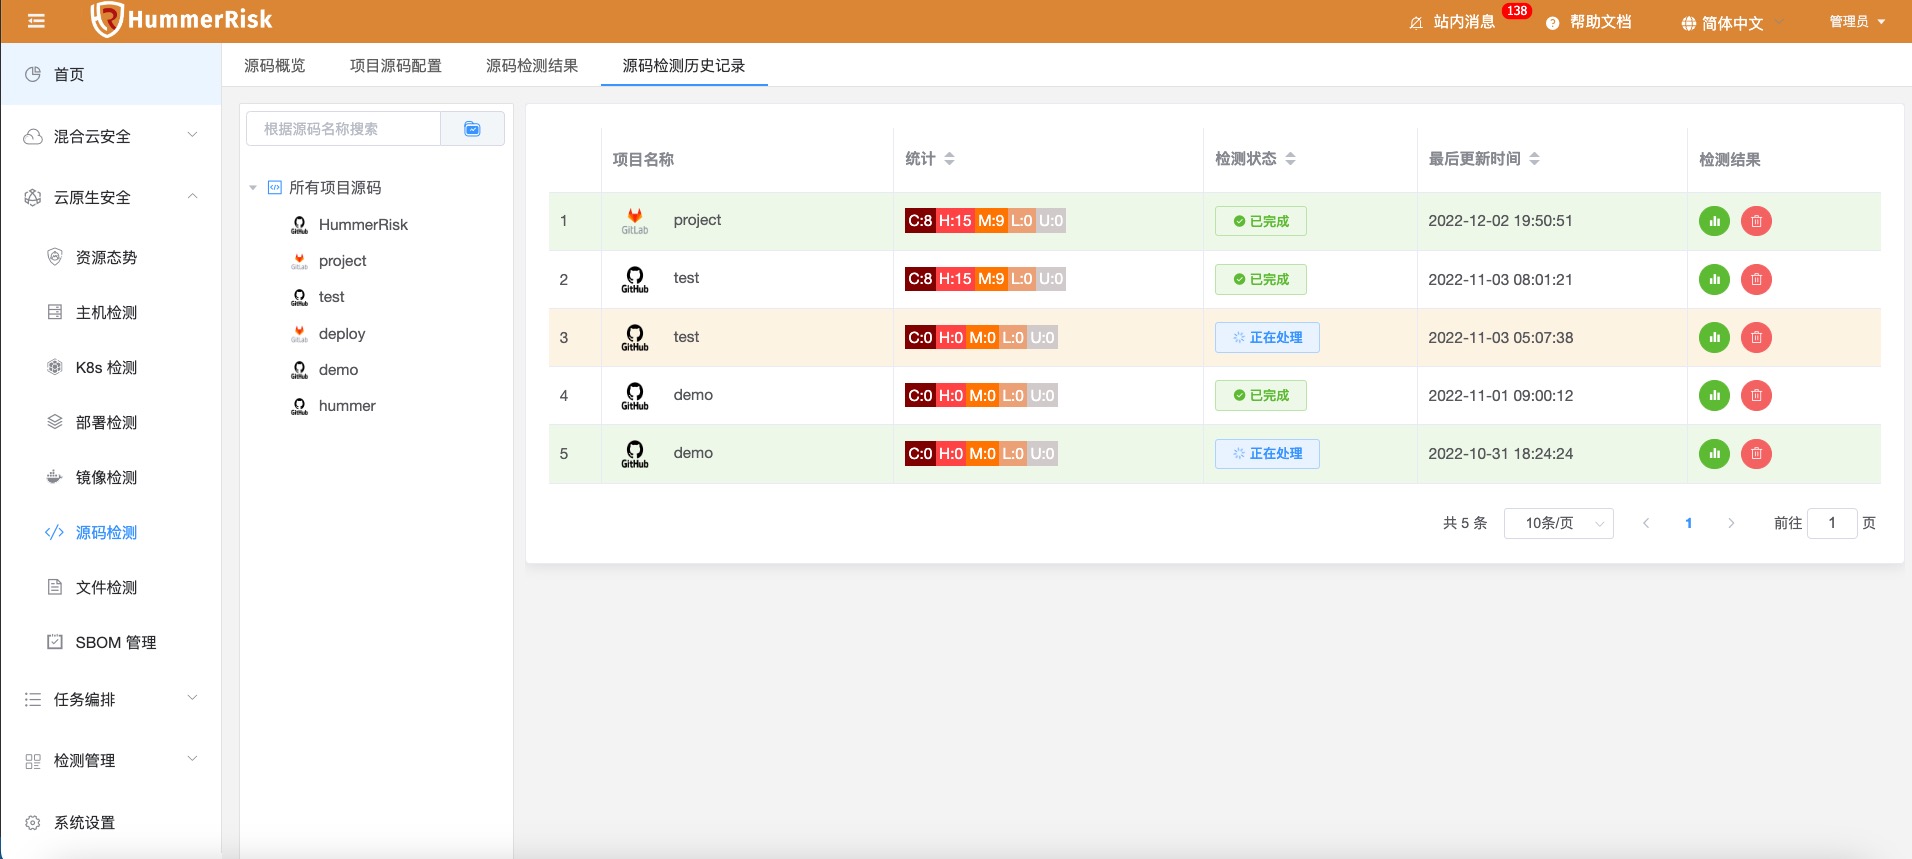 HummerRisk
站内消息 138
帮助文档
简体中文
管理员
首页
混合云安全
云原生安全
资源态势
主机检测
K8s 检测
部署检测
镜像检测
源码检测
文件检测
SBOM 管理
任务编排
检测管理
系统设置
源码概览 项目源码配置 源码检测结果 源码检测历史记录
根据源码名称搜索
所有项目源码
GitHub HummerRisk
GitLab project
GitHub test
GitLab deploy
GitHub demo
GitHub hummer
项目名称 统计 检测状态 最后更新时间 检测结果
1 GitLab project C:8 H:15 M:9 L:0 U:0 已完成 2022-12-02 19:50:51
2 GitHub test C:8 H:15 M:9 L:0 U:0 已完成 2022-11-03 08:01:21
3 GitHub test C:0 H:0 M:0 L:0 U:0 正在处理 2022-11-03 05:07:38
4 GitHub demo C:0 H:0 M:0 L:0 U:0 已完成 2022-11-01 09:00:12
5 GitHub demo C:0 H:0 M:0 L:0 U:0 正在处理 2022-10-31 18:24:24
共 5 条 10条/页 1 前往 1 页